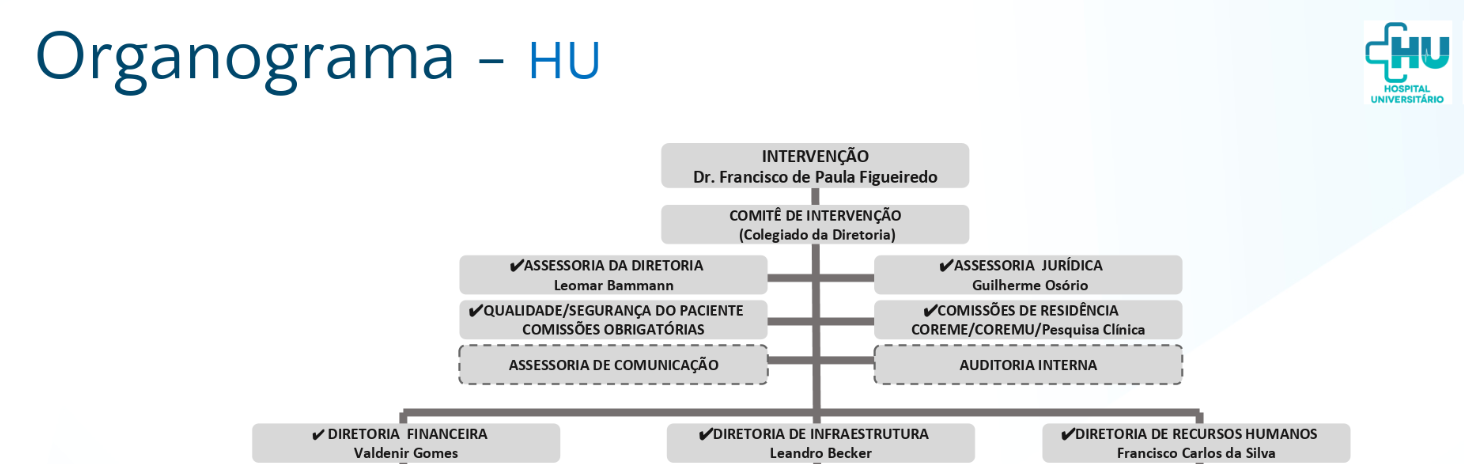 Organograma – HU
HU
HOSPITAL
UNIVERSITÁRIO
INTERVENÇÃO
Dr. Francisco de Paula Figueiredo
COMITÊ DE INTERVENÇÃO
(Colegiado da Diretoria)
✔ASSESSORIA DA DIRETORIA
Leomar Bammann
✔ASSESSORIA JURÍDICA
Guilherme Osório
✔QUALIDADE/SEGURANÇA DO PACIENTE
COMISSÕES OBRIGATÓRIAS
✔COMISSÕES DE RESIDÊNCIA
COREME/COREMU/Pesquisa Clínica
ASSESSORIA DE COMUNICAÇÃO
AUDITORIA INTERNA
✔ DIRETORIA FINANCEIRA
Valdenir Gomes
✔DIRETORIA DE INFRAESTRUTURA
Leandro Becker
✔DIRETORIA DE RECURSOS HUMANOS
Francisco Carlos da Silva